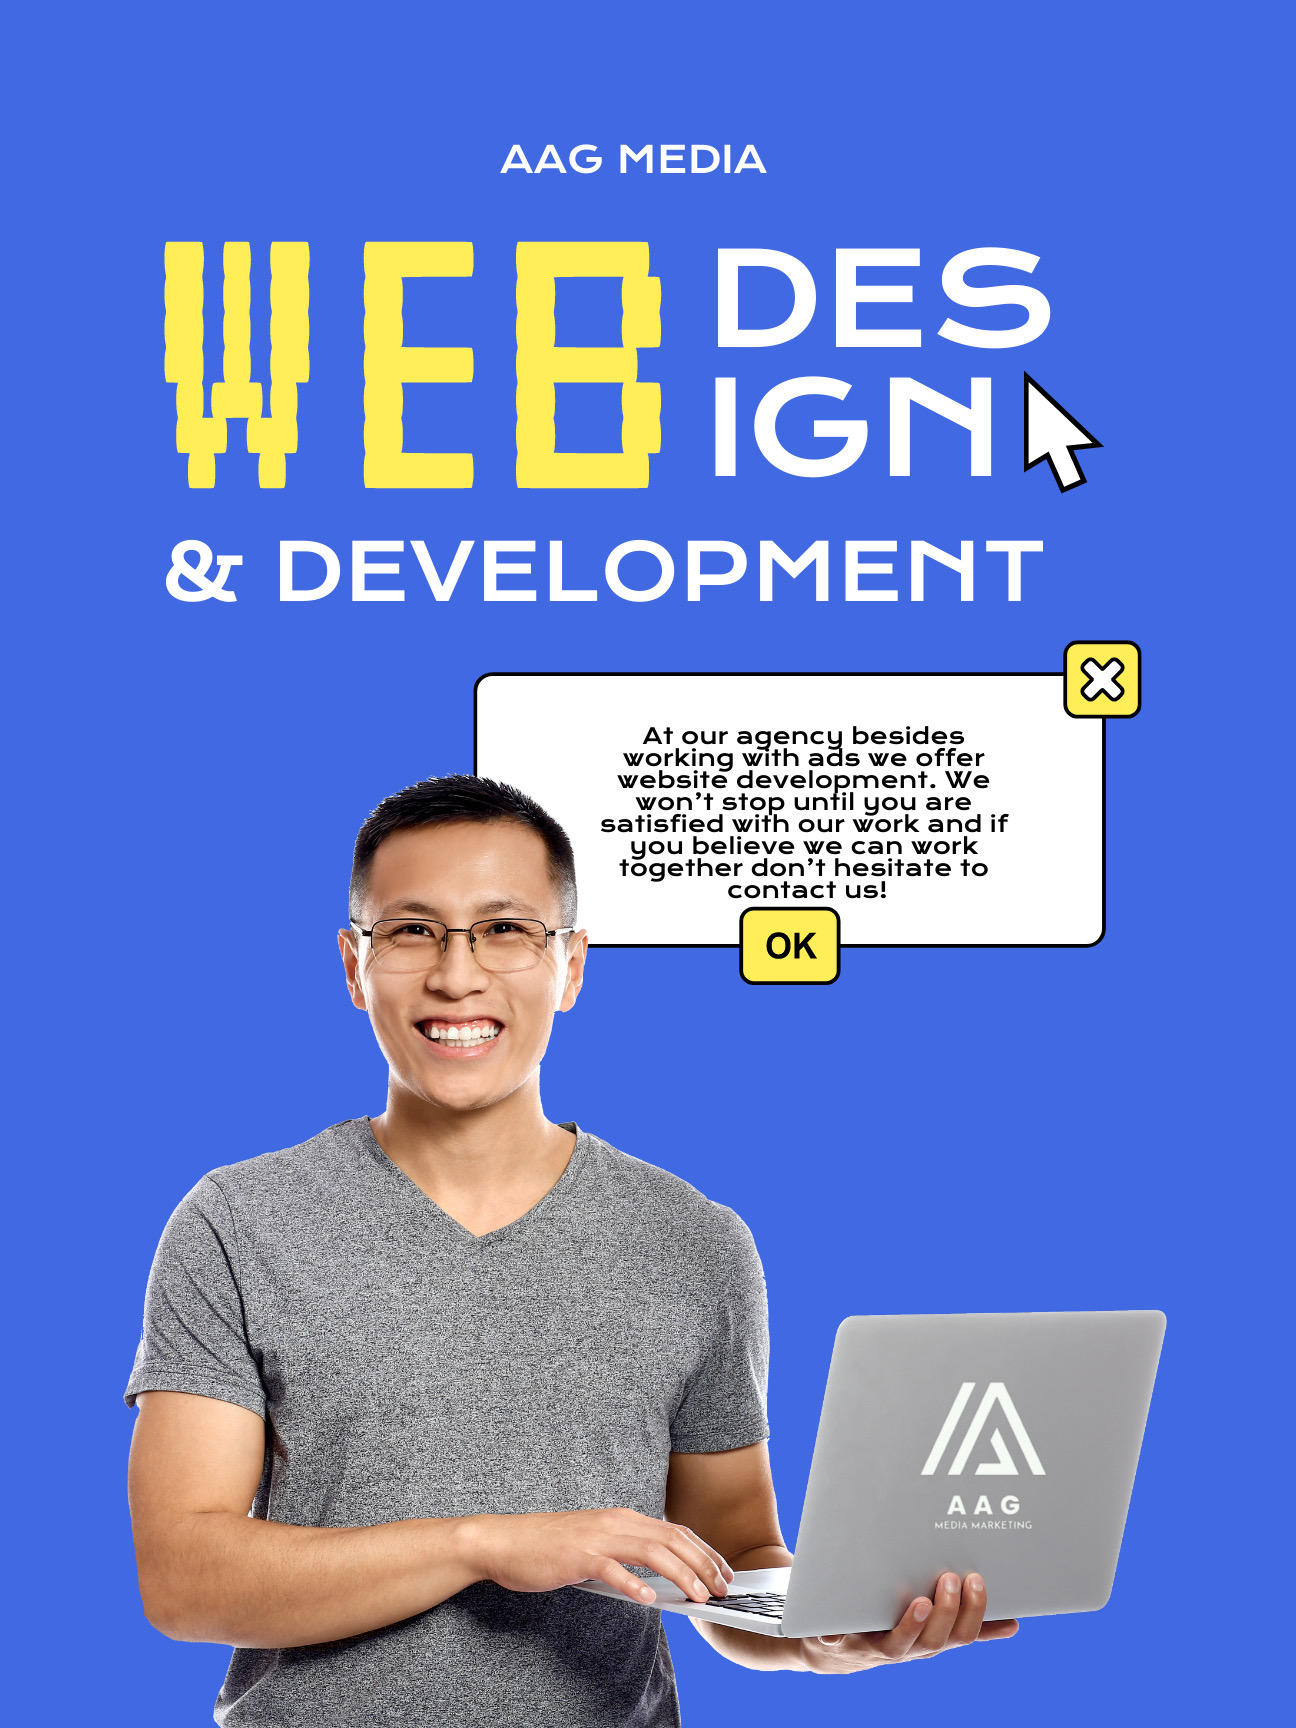 AAG MEDIA
WEB
DES
IGN
& DEVELOPMENT
At our agency besides
working with ads we offer
website development. We
won't stop until you are
satisfied with our work and if
you believe we can work
together don't hesitate to
contact us!
OK
AAG
MEDIA MARKETING